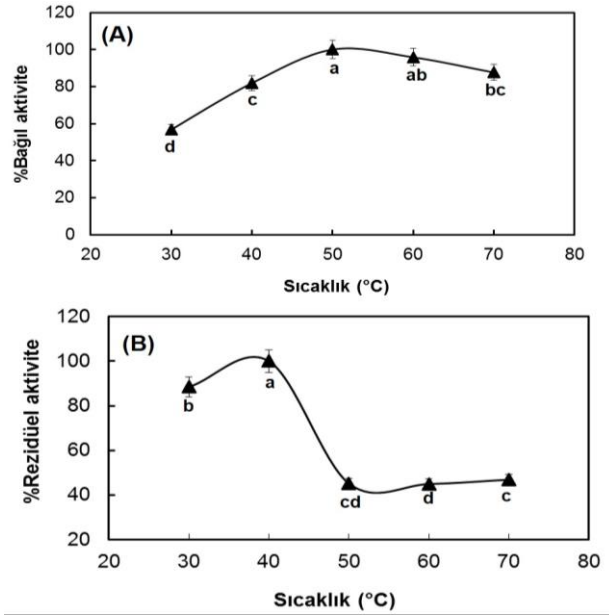 (A)
%Bağıl aktivite
120
100
80
60
40
20
0
d
c
a
ab
bc
20 30 40 50 60 70 80
Sıcaklık (°C)
(B)
%Rezidüel aktivite
120
100
80
60
40
20
b
a
cd
d
c
20 30 40 50 60 70 80
Sıcaklık (°C)